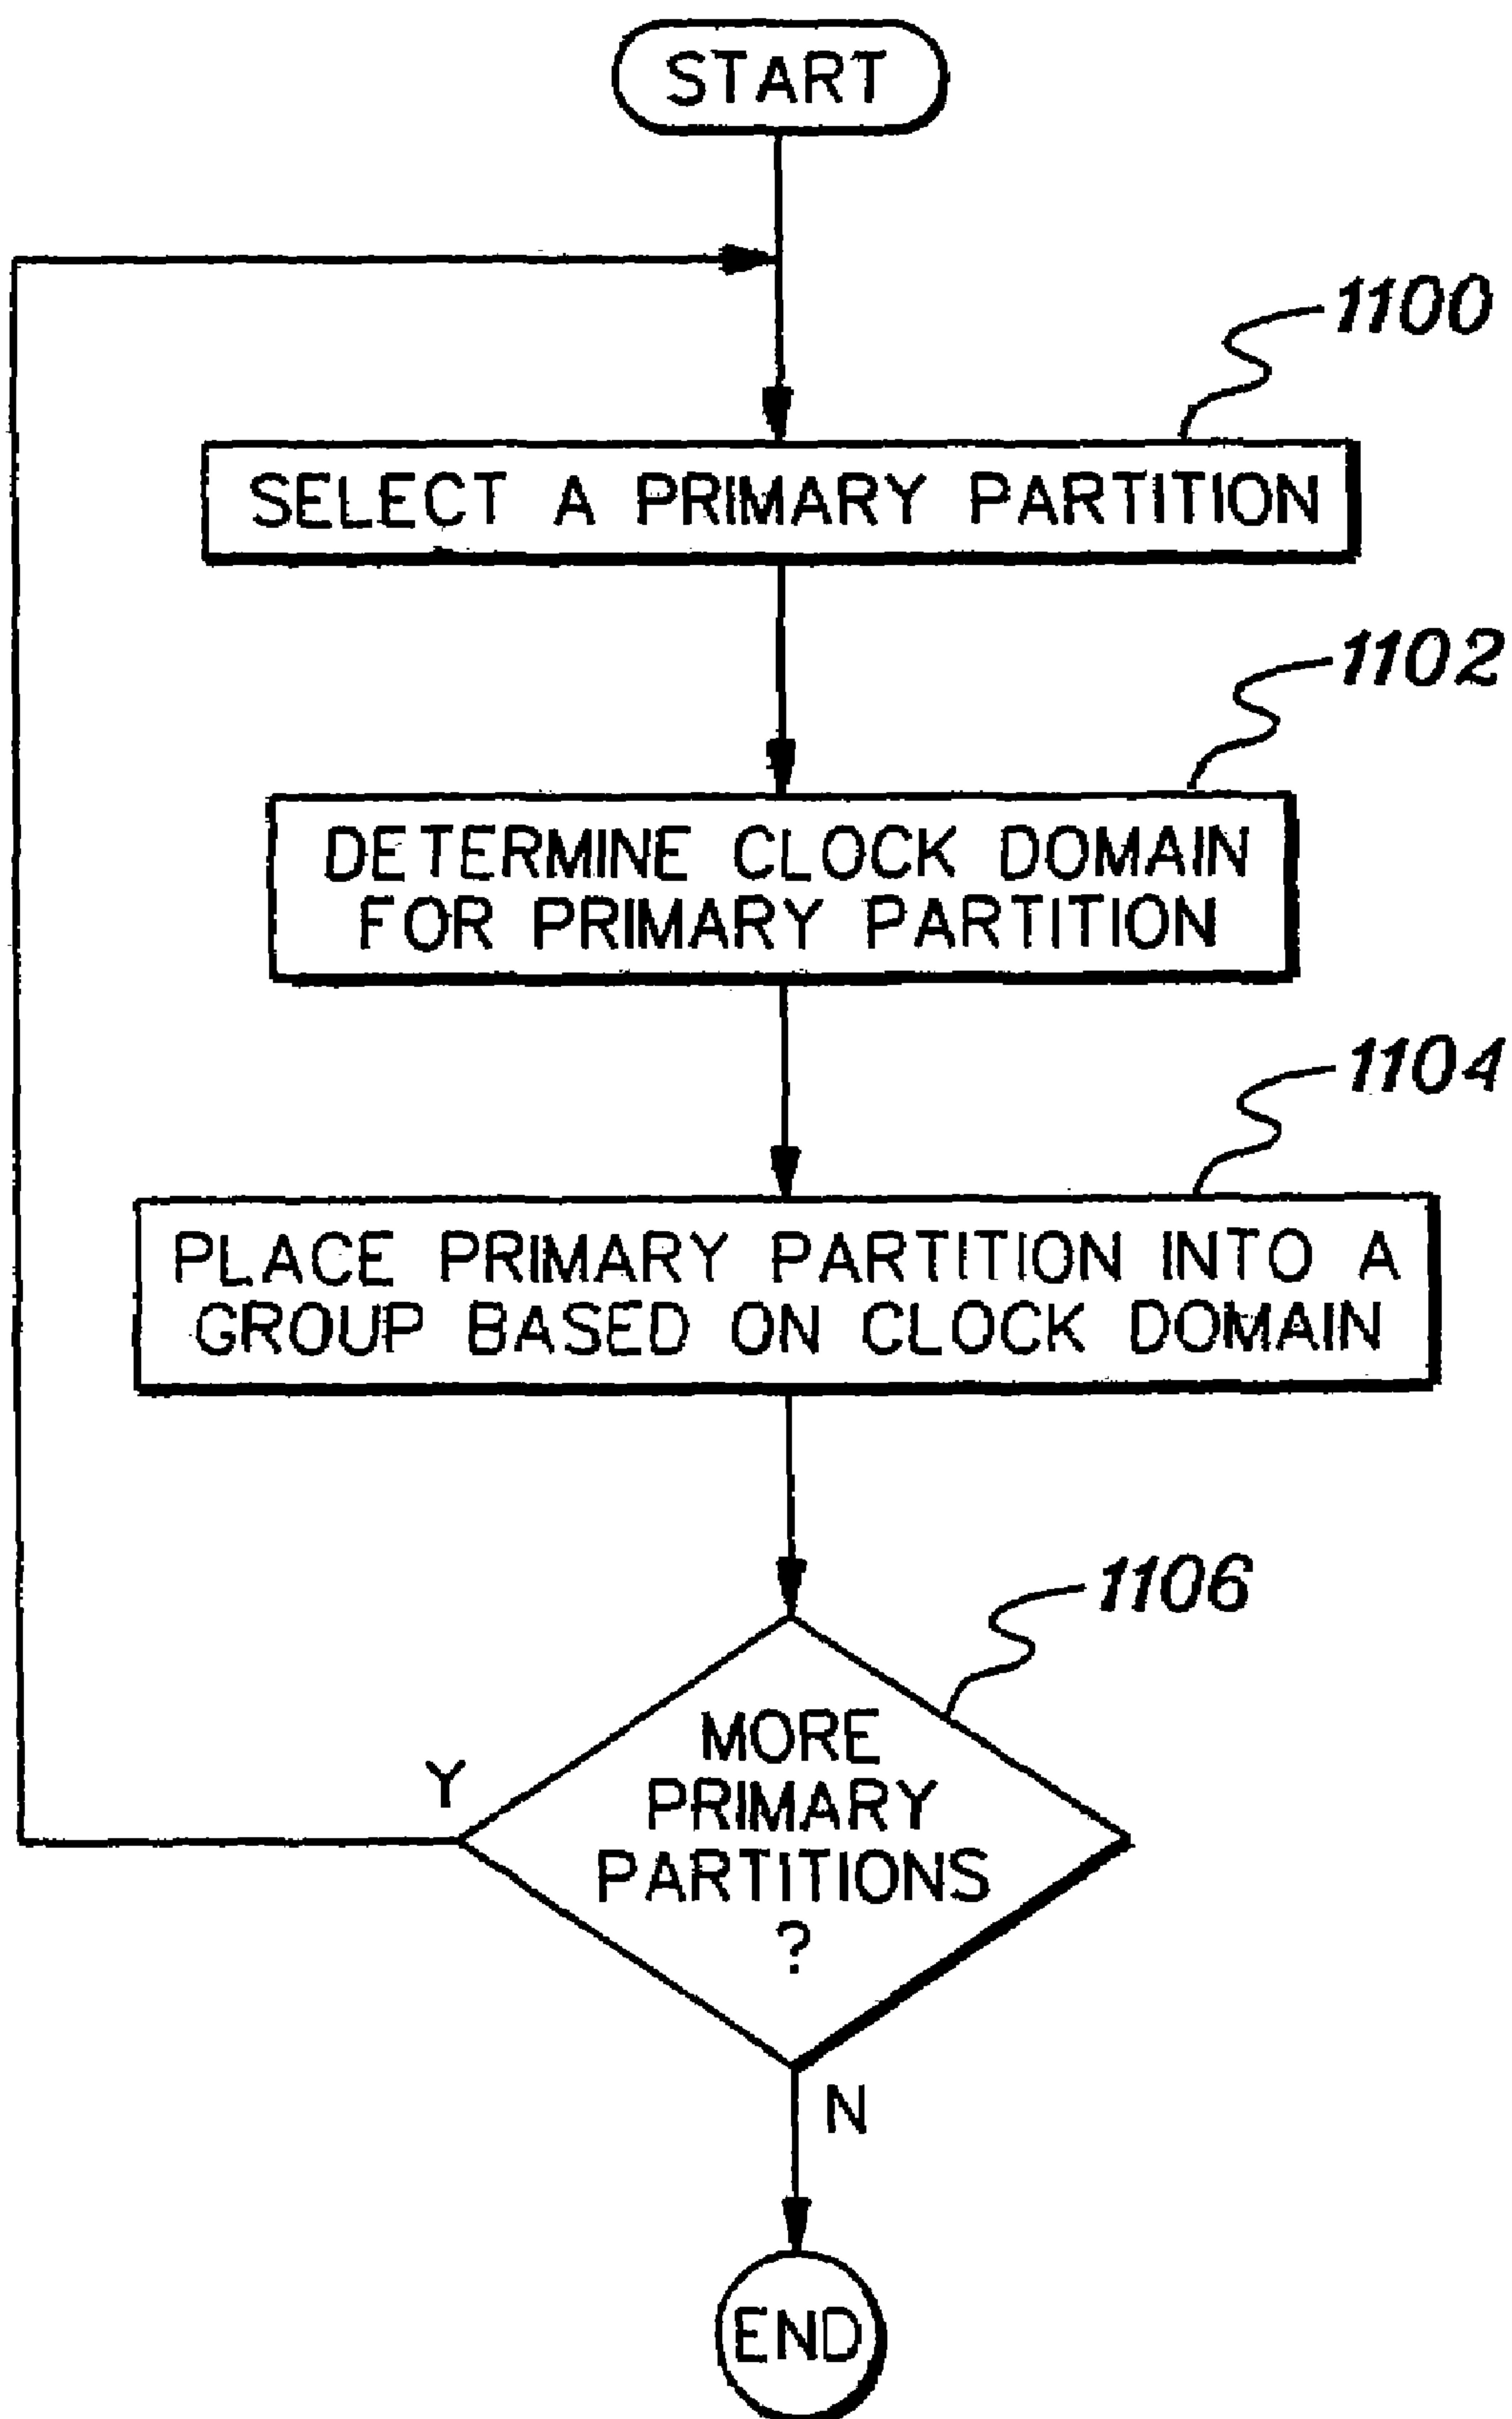 START
1100
SELECT A PRIMARY PARTITION
1102
DETERMINE CLOCK DOMAIN
FOR PRIMARY PARTITION
1104
PLACE PRIMARY PARTITION INTO A
GROUP BASED ON CLOCK DOMAIN
1106
MORE
PRIMARY
PARTITIONS
?
Y
N
END